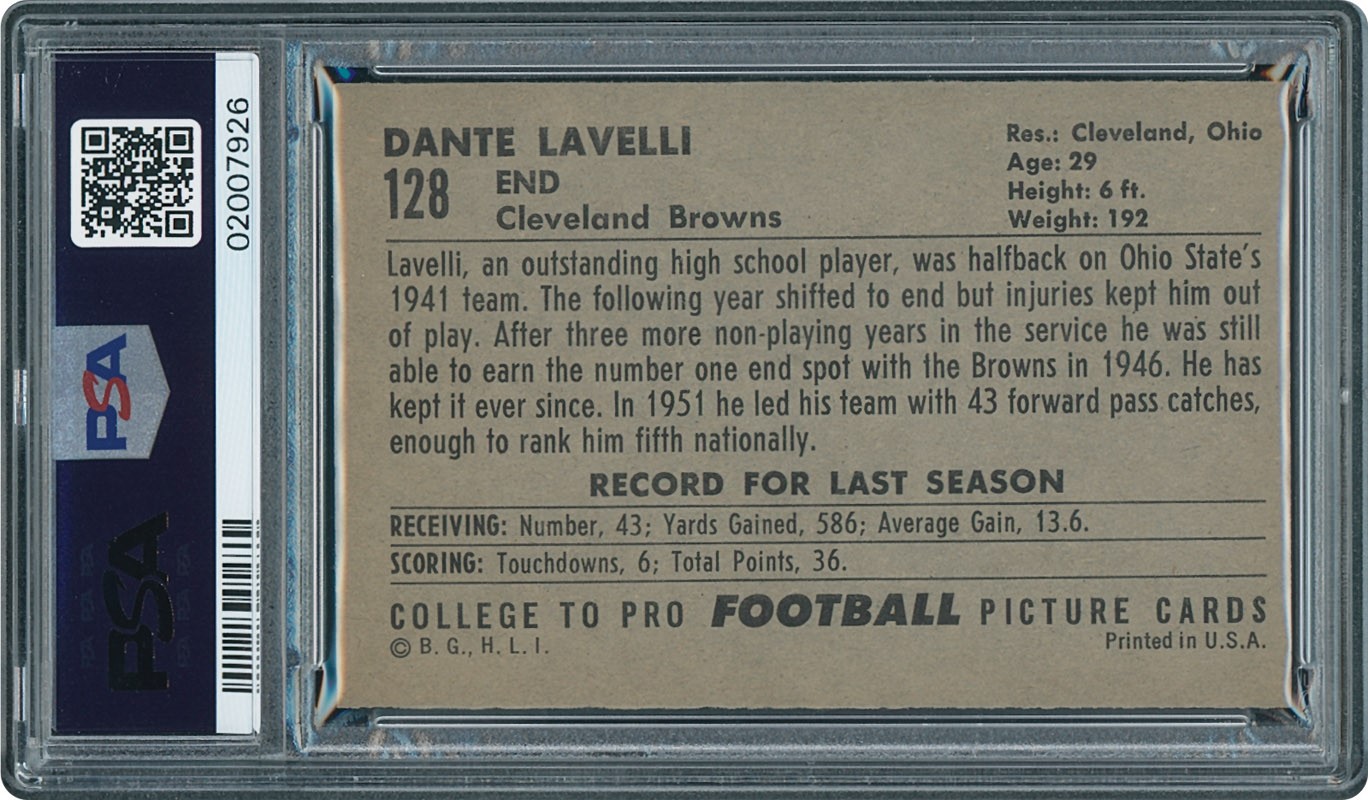 02007926
PSA
PSA
DANTE LAVELLI
128
END
Cleveland Browns
Res.: Cleveland, Ohio
Age: 29
Height: 6 ft.
Weight: 192
Lavelli, an outstanding high school player, was halfback on Ohio State's
1941 team. The following year shifted to end but injuries kept him out
of play. After three more non-playing years in the service he was still
able to earn the number one end spot with the Browns in 1946. He has
kept it ever since. In 1951 he led his team with 43 forward pass catches,
enough to rank him fifth nationally.
RECORD FOR LAST SEASON
RECEIVING: Number, 43; Yards Gained, 586; Average Gain, 13.6.
SCORING: Touchdowns, 6; Total Points, 36.
COLLEGE TO PRO FOOTBALL PICTURE CARDS
© B. G., H. L. I.
Printed in U.S.A.